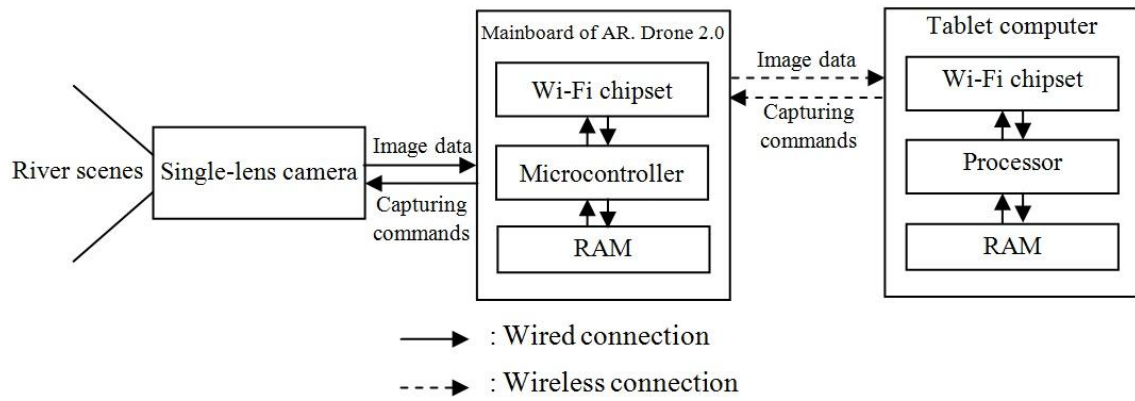 River scenes
Single-lens camera
Image data
Capturing
commands
Mainboard of AR. Drone 2.0
Wi-Fi chipset
Microcontroller
RAM
Image data
Capturing
commands
Tablet computer
Wi-Fi chipset
Processor
RAM
: Wired connection
: Wireless connection